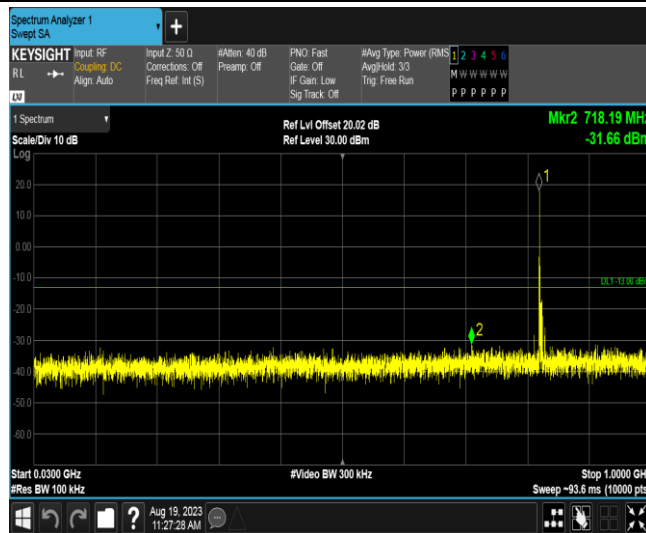 Spectrum Analyzer 1
Swept SA
+
KEYSIGHT
RL
Input: RF
Coupling: DC
Align: Auto
Input Z: 50 Ω
Corrections: Off
Freq Ref: Int (S)
#Atten: 40 dB
Preamp: Off
PNO: Fast
Gate: Off
IF Gain: Low
Sig Track: Off
#Avg Type: Power (RMS
Avg|Hold: 3/3
Trig: Free Run
1 2 3 4 5 6
M W W W W W
P P P P P P
LXI
1 Spectrum
Scale/Div 10 dB
Log
Ref Lvl Offset 20.02 dB
Ref Level 30.00 dBm
Mkr2 718.19 MHz
-31.66 dBm
20.0
10.0
0.00
-10.0
-20.0
-30.0
-40.0
-50.0
-60.0
1
DL1 -13.00 dBm
2
Start 0.0300 GHz
#Res BW 100 kHz
#Video BW 300 kHz
Stop 1.0000 GH
Sweep ~93.6 ms (10000 pts
?
Aug 19, 2023
11:27:28 AM